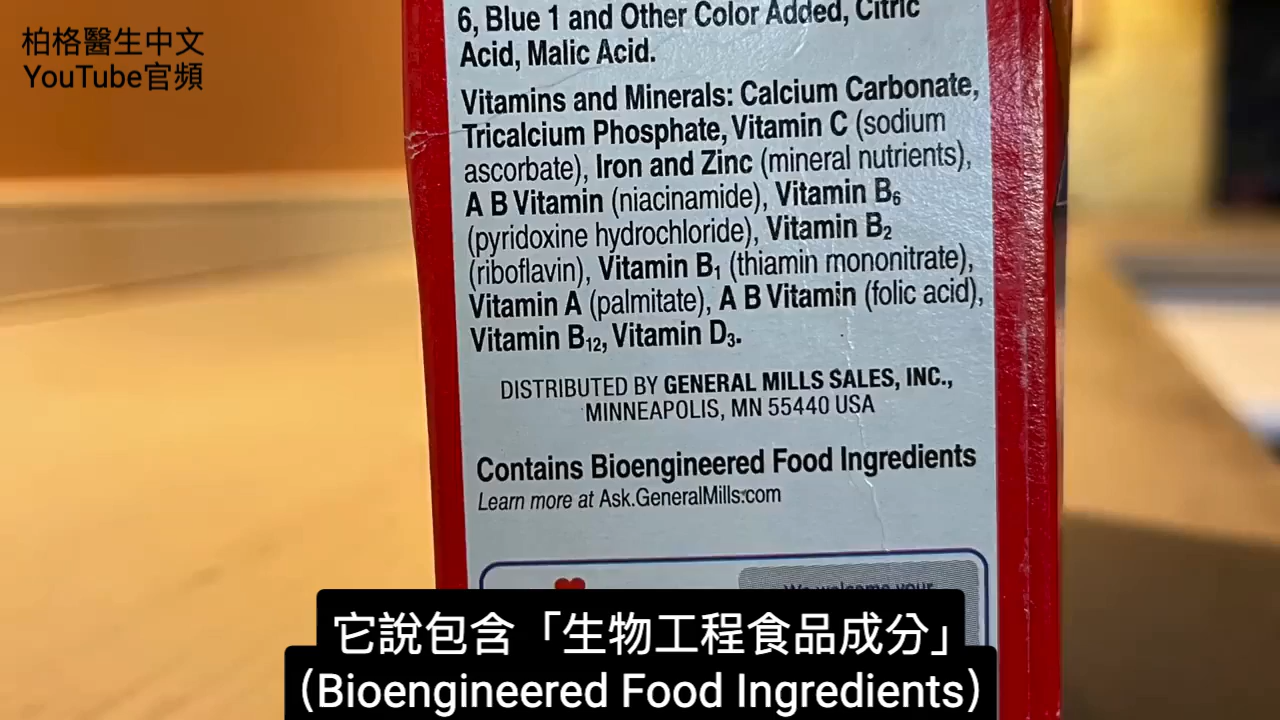 柏格醫生中文
YouTube官頻
6, Blue 1 and Other Color Added, Citric
Acid, Malic Acid.
Vitamins and Minerals: Calcium Carbonate,
Tricalcium Phosphate, Vitamin C (sodium
ascorbate), Iron and Zinc (mineral nutrients),
A B Vitamin (niacinamide), Vitamin B₆
(pyridoxine hydrochloride), Vitamin B₂
(riboflavin), Vitamin B₁ (thiamin mononitrate),
Vitamin A (palmitate), A B Vitamin (folic acid),
Vitamin B₁₂, Vitamin D₃.
DISTRIBUTED BY GENERAL MILLS SALES, INC.,
MINNEAPOLIS, MN 55440 USA
Contains Bioengineered Food Ingredients
Learn more at Ask.GeneralMills.com
We welcome your
它說包含「生物工程食品成分」
(Bioengineered Food Ingredients)